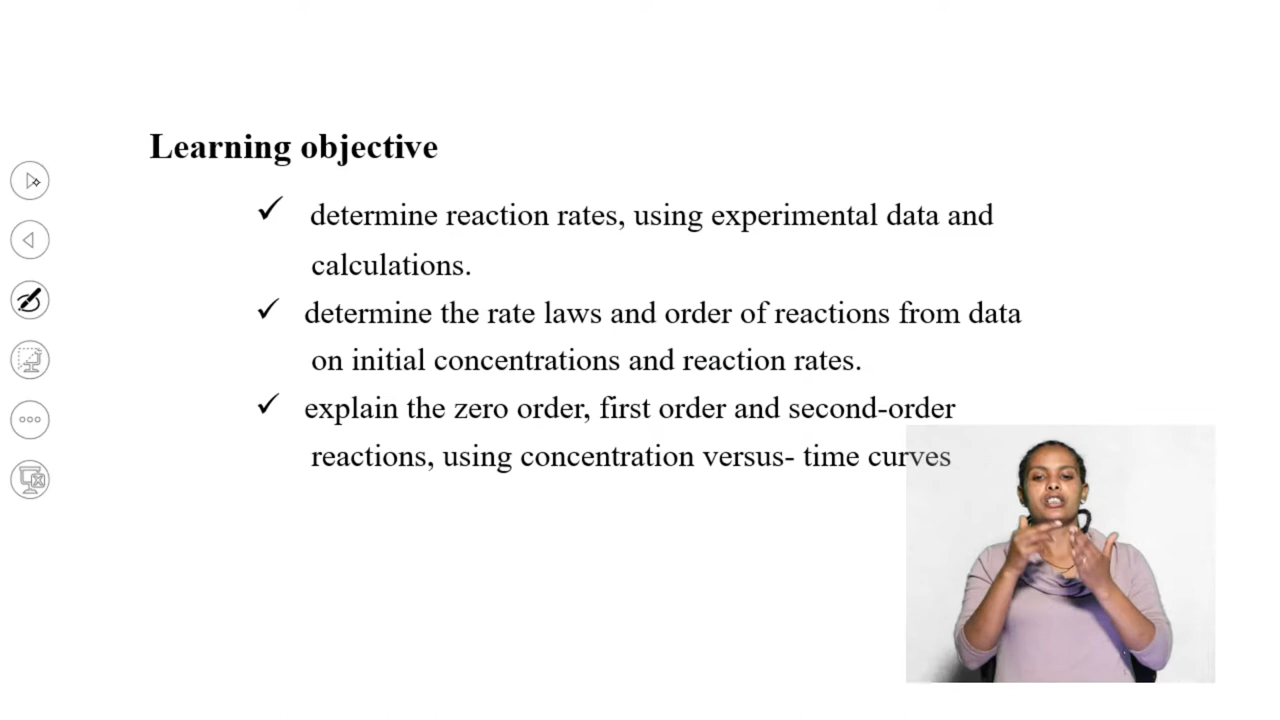 Learning objective
✓ determine reaction rates, using experimental data and
calculations.
✓ determine the rate laws and order of reactions from data
on initial concentrations and reaction rates.
✓ explain the zero order, first order and second-order
reactions, using concentration versus- time curves